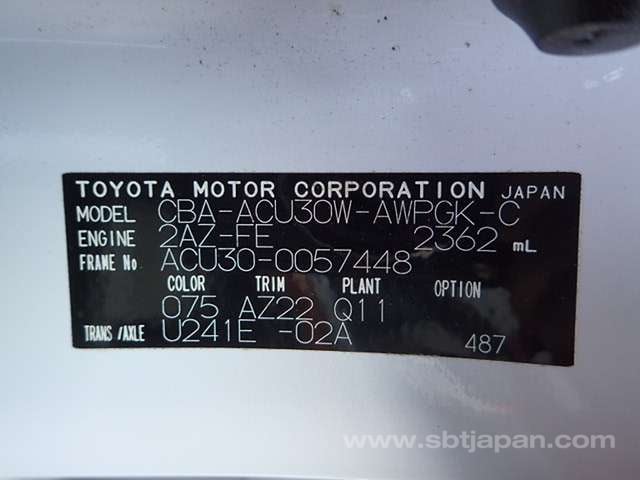 TOYOTA MOTOR CORPORATION JAPAN
MODEL CBA-ACU30W-AWPGK-C
ENGINE 2AZ-FE 2362 mL
FRAME No ACU30-0057448
COLOR TRIM PLANT OPTION
075 AZ22 Q11
TRANS/AXLE U241E -02A 487
www.sbtjapan.com